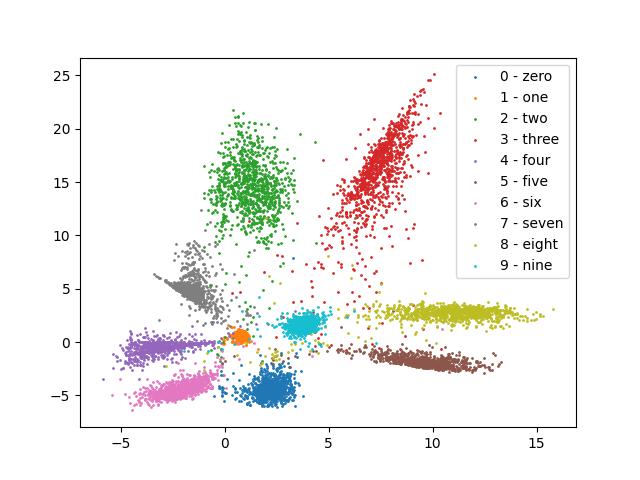 25
20
15
10
5
0
−5
−5
0
5
10
15
0 - zero
1 - one
2 - two
3 - three
4 - four
5 - five
6 - six
7 - seven
8 - eight
9 - nine